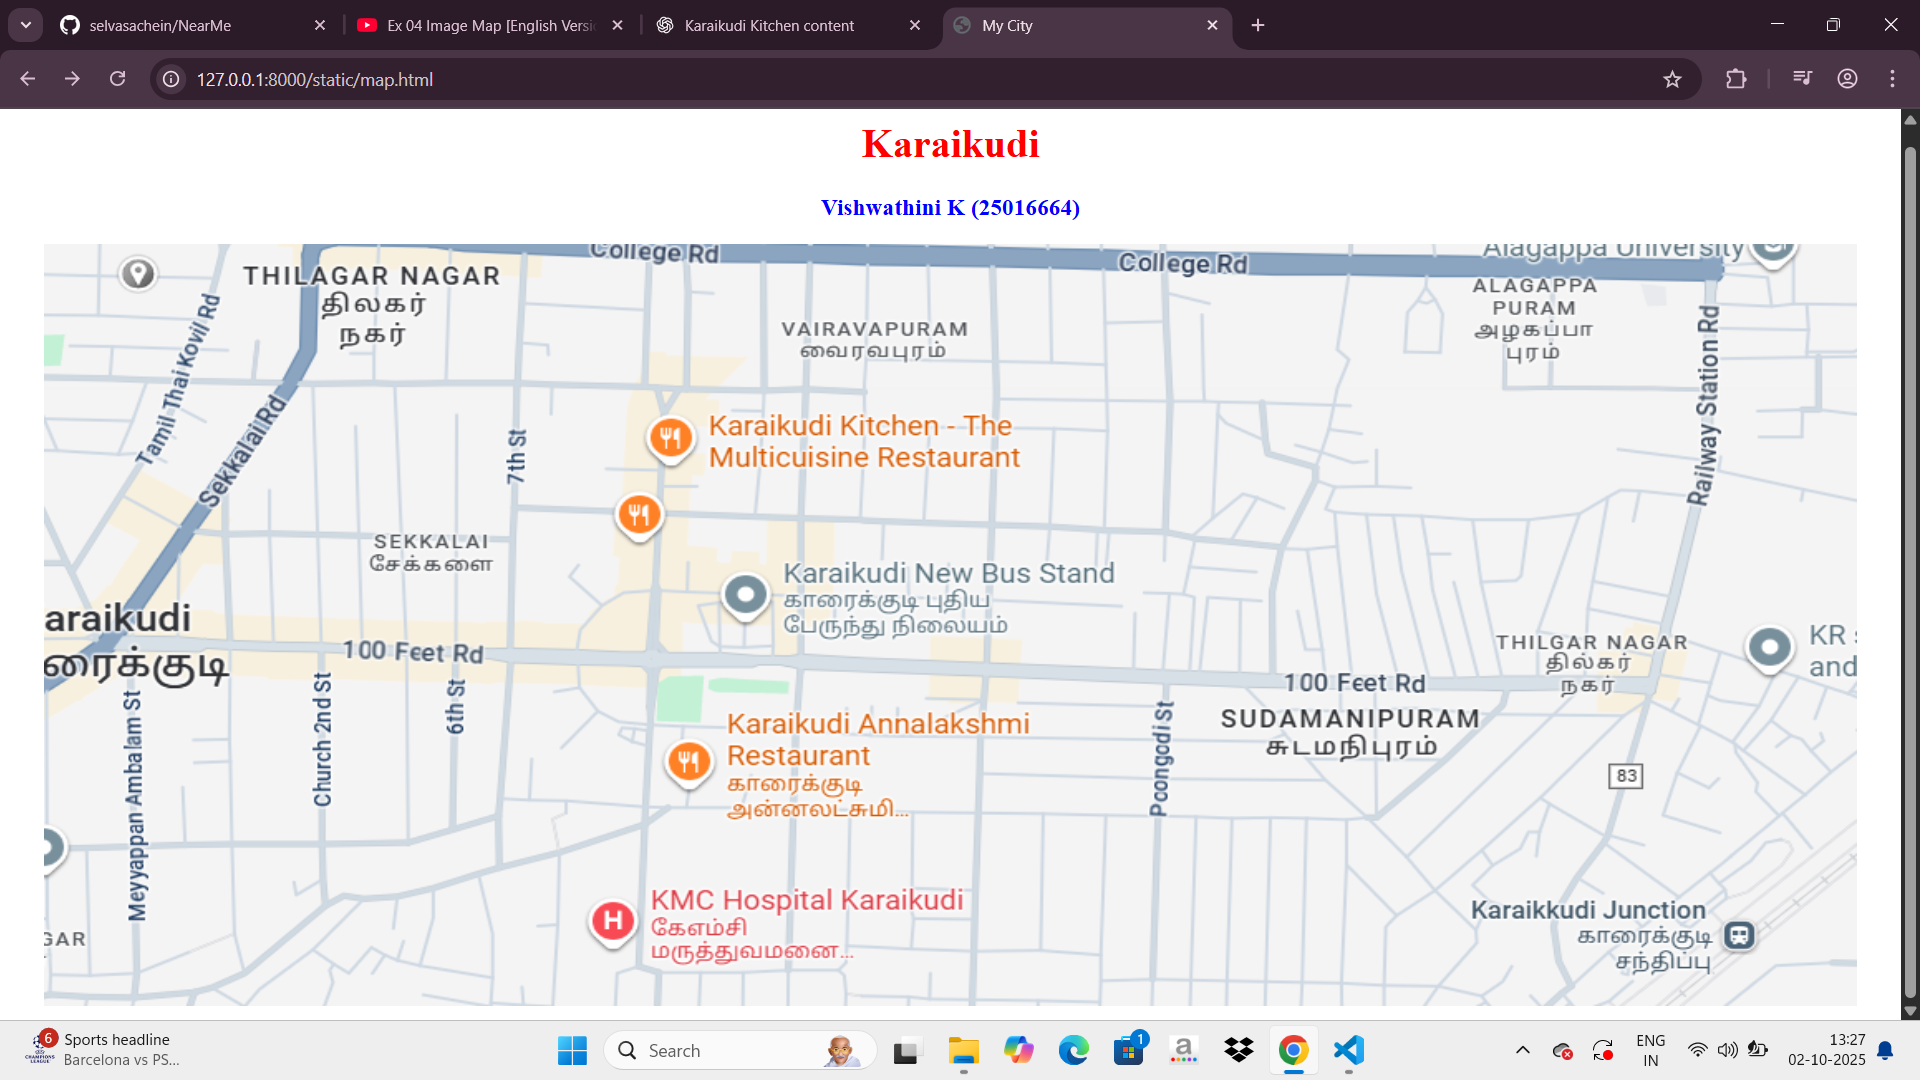 selvasachein/NearMe
Ex 04 Image Map [English Versi
Karaikudi Kitchen content
My City
127.0.0.1:8000/static/map.html
Karaikudi
Vishwathini K (25016664)
College Rd
College Rd
Alagappa University
THILAGAR NAGAR
திலகர்
நகர்
ALAGAPPA
PURAM
அழகப்பா
புரம்
VAIRAVAPURAM
வைரவபுரம்
Tamil Thai Kovil Rd
Sekkalai Rd
7th St
Railway Station Rd
Karaikudi Kitchen - The
Multicuisine Restaurant
SEKKALAI
சேக்கலை
Karaikudi New Bus Stand
காரைக்குடி புதிய
பேருந்து நிலையம்
araikudi
ரைக்குடி
100 Feet Rd
THILGAR NAGAR
தில்கர்
நகர்
KR
and
100 Feet Rd
Meyyappan Ambalam St
Church 2nd St
6th St
Poongodi St
SUDAMANIPURAM
சுடமநிபுரம்
Karaikudi Annalakshmi
Restaurant
காரைக்குடி
அன்னலட்சுமி...
83
KMC Hospital Karaikudi
கேஎம்சி
மருத்துவமனை...
H
GAR
Karaikkudi Junction
காரைக்குடி
சந்திப்பு
6
Sports headline
Barcelona vs PS...
Search
1
a
ENG
IN
13:27
02-10-2025